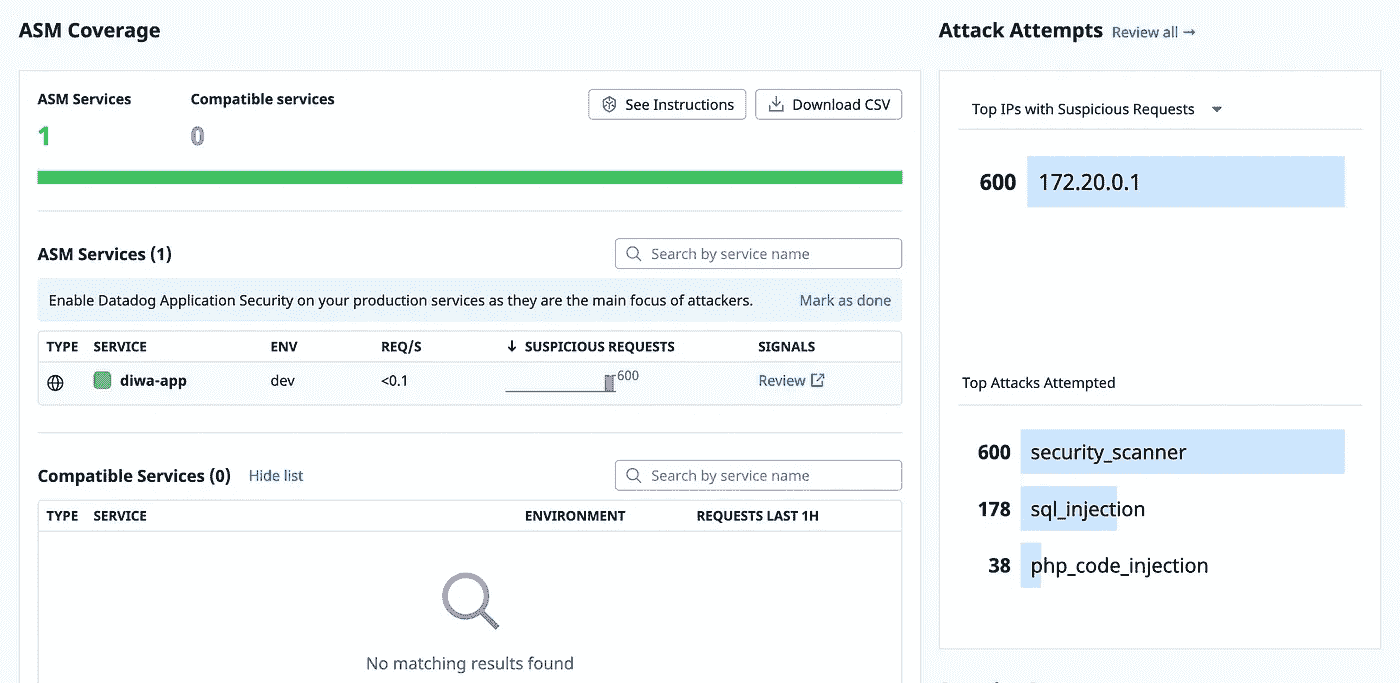 ASM Coverage
ASM Services
Compatible services
See Instructions
Download CSV
1
0
ASM Services (1)
Search by service name
Enable Datadog Application Security on your production services as they are the main focus of attackers.
Mark as done
TYPE SERVICE ENV REQ/S ↓ SUSPICIOUS REQUESTS SIGNALS
diwa-app dev <0.1 600 Review
Compatible Services (0) Hide list
Search by service name
TYPE SERVICE ENVIRONMENT REQUESTS LAST 1H
No matching results found
Attack Attempts Review all →
Top IPs with Suspicious Requests
600 172.20.0.1
Top Attacks Attempted
600 security_scanner
178 sql_injection
38 php_code_injection